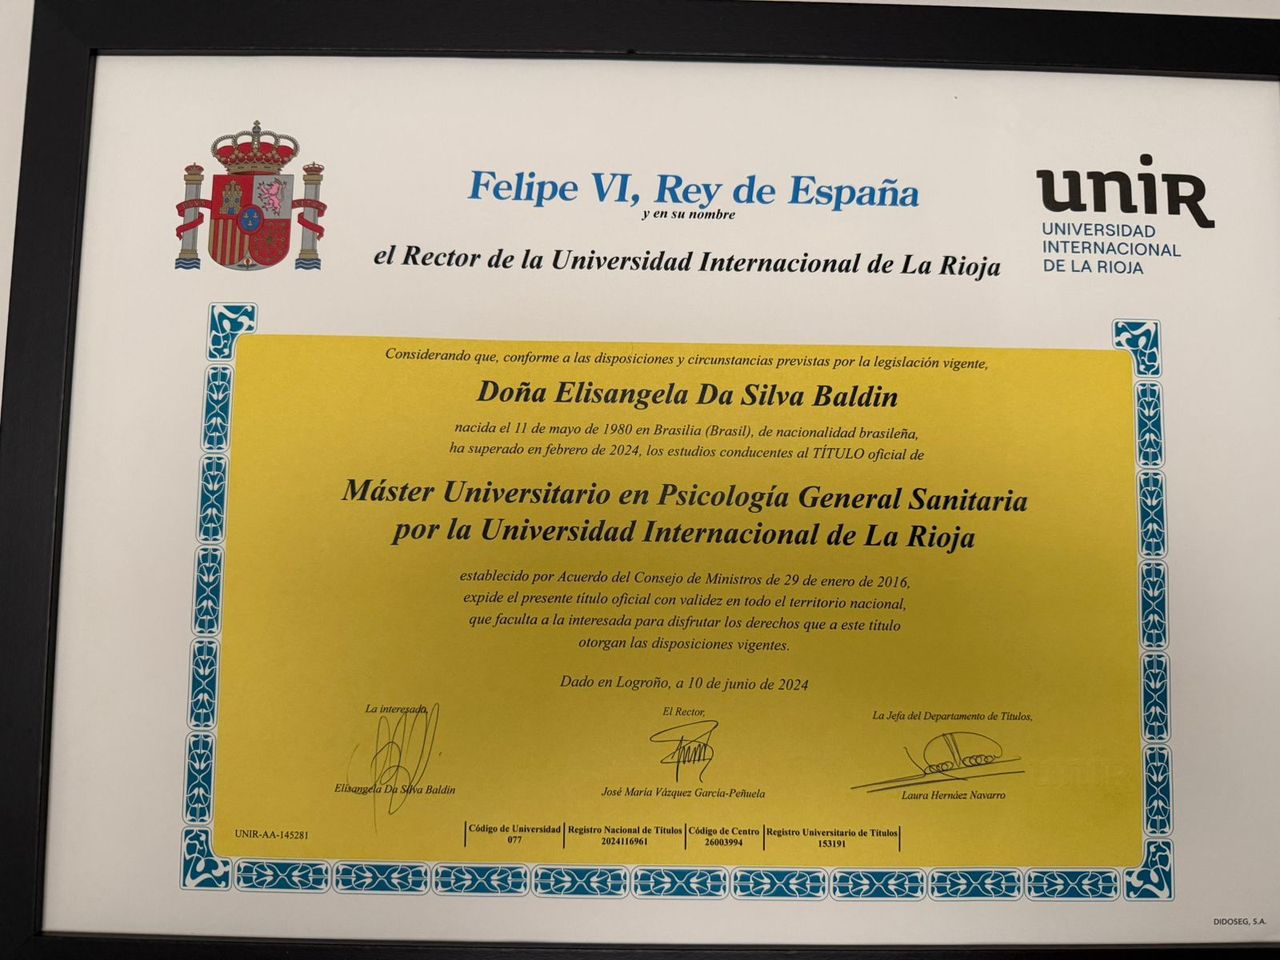 Felipe VI, Rey de España
y en su nombre
el Rector de la Universidad Internacional de La Rioja
unir
UNIVERSIDAD
INTERNACIONAL
DE LA RIOJA
Considerando que, conforme a las disposiciones y circunstancias previstas por la legislación vigente,
Doña Elisangela Da Silva Baldin
nacida el 11 de mayo de 1980 en Brasilia (Brasil), de nacionalidad brasileña,
ha superado en febrero de 2024, los estudios conducentes al TÍTULO oficial de
Máster Universitario en Psicología General Sanitaria
por la Universidad Internacional de La Rioja
establecido por Acuerdo del Consejo de Ministros de 29 de enero de 2016,
expide el presente título oficial con validez en todo el territorio nacional,
que faculta a la interesada para disfrutar los derechos que a este título
otorgan las disposiciones vigentes.
Dado en Logroño, a 10 de junio de 2024
La interesada,
Elisangela Da Silva Baldin
El Rector,
José María Vázquez García-Peñuela
La Jefa del Departamento de Títulos,
Laura Hernáez Navarro
UNIR-AA-145281
Código de Universidad
077
Registro Nacional de Títulos
2024116961
Código de Centro
26003994
Registro Universitario de Títulos
153191
DIDOSEG, S.A.